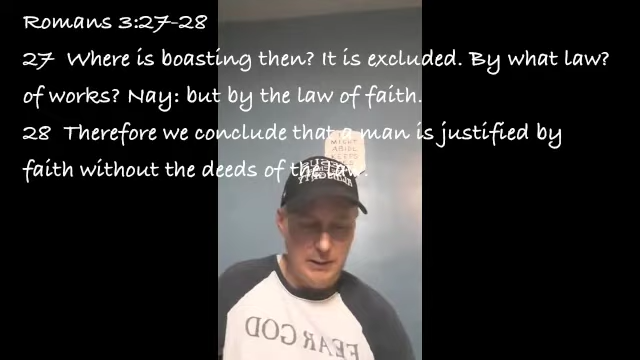 Romans 3:27-28
27 Where is boasting then? It is excluded. By what law?
of works? Nay: but by the law of faith.
28 Therefore we conclude that a man is justified by
faith without the deeds of the law.
MIGHT
FEAR GOD